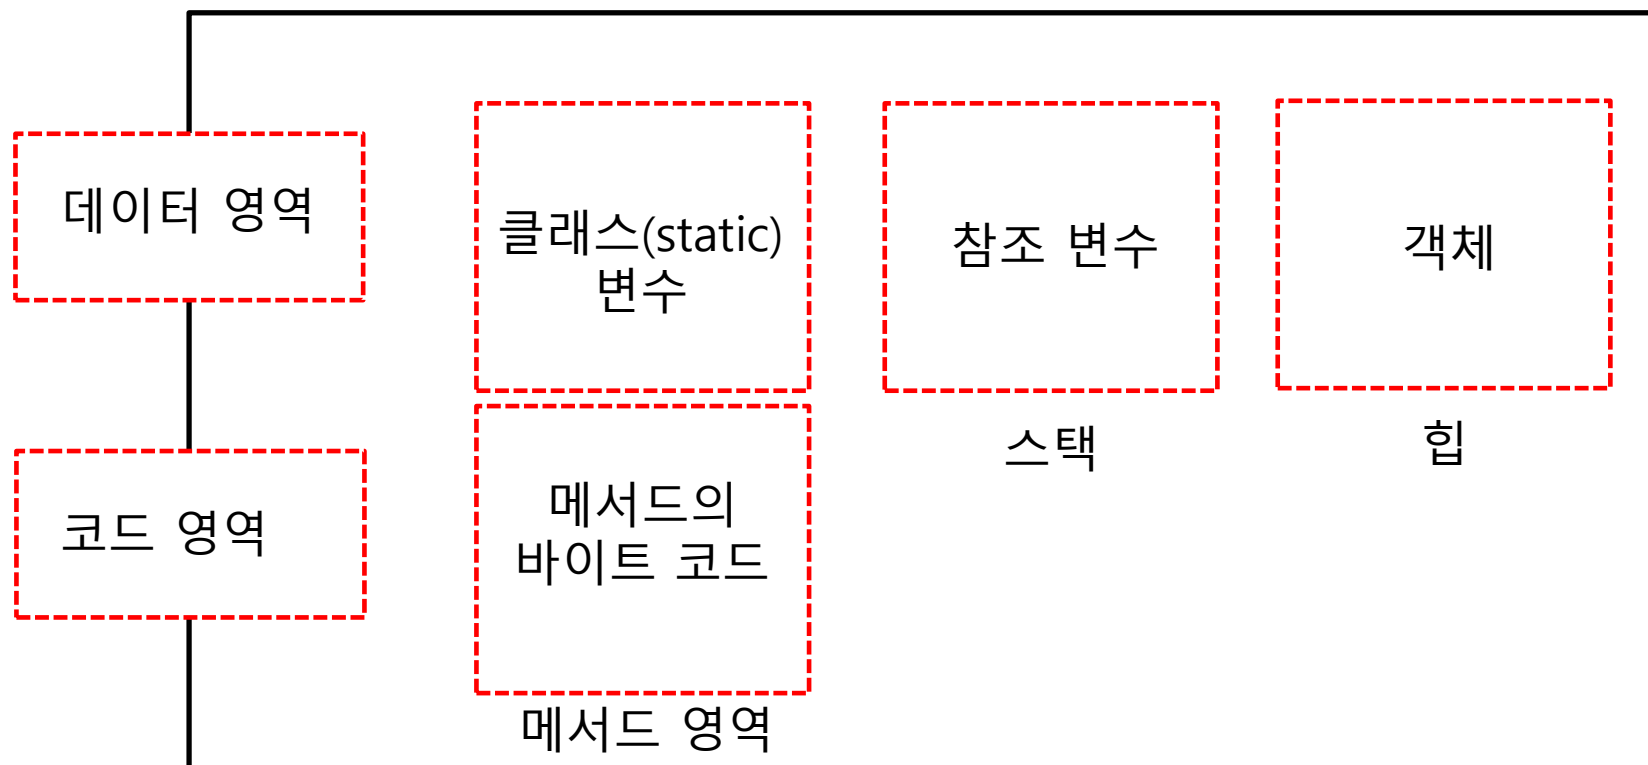 데이터 영역
클래스(static)
변수
참조 변수
객체
스택
힙
코드 영역
메서드의
바이트 코드
메서드 영역